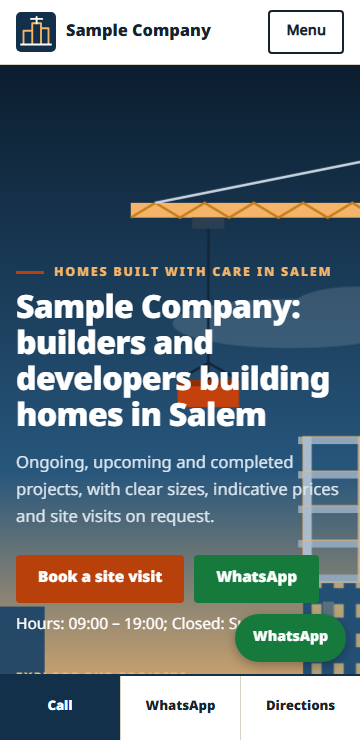 Sample Company
Menu
HOMES BUILT WITH CARE IN SALEM
Sample Company:
builders and
developers building
homes in Salem
Ongoing, upcoming and completed
projects, with clear sizes, indicative prices
and site visits on request.
Book a site visit
WhatsApp
Hours: 09:00 – 19:00; Closed:
WhatsApp
Call
WhatsApp
Directions